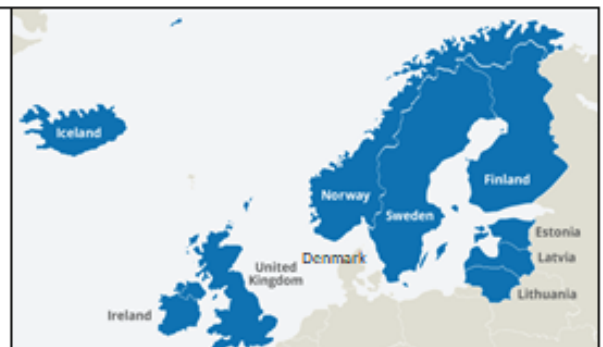 Iceland
Norway
Sweden
Finland
Estonia
Latvia
Lithuania
Denmark
United
Kingdom
Ireland